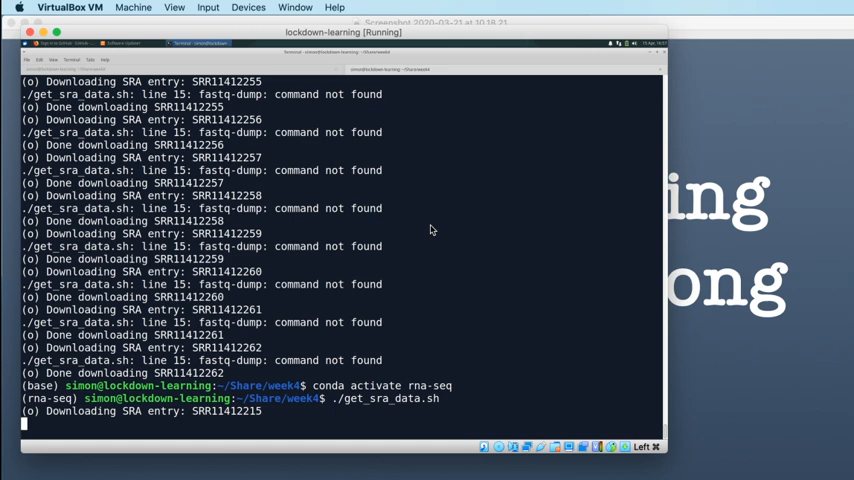 VirtualBox VM Machine View Input Devices Window Help
Screenshot 2020-03-21 at 10.18.21
lockdown-learning [Running]
Terminal - simon@lockdown-learning: ~/Share/week4
File Edit View Terminal Tabs Help
simon@lockdown-learning: ~/Share/week4 simon@lockdown-learning: ~/Share/week4
(o) Downloading SRA entry: SRR11412255
./get_sra_data.sh: line 15: fastq-dump: command not found
(o) Done downloading SRR11412255
(o) Downloading SRA entry: SRR11412256
./get_sra_data.sh: line 15: fastq-dump: command not found
(o) Done downloading SRR11412256
(o) Downloading SRA entry: SRR11412257
./get_sra_data.sh: line 15: fastq-dump: command not found
(o) Done downloading SRR11412257
(o) Downloading SRA entry: SRR11412258
./get_sra_data.sh: line 15: fastq-dump: command not found
(o) Done downloading SRR11412258
(o) Downloading SRA entry: SRR11412259
./get_sra_data.sh: line 15: fastq-dump: command not found
(o) Done downloading SRR11412259
(o) Downloading SRA entry: SRR11412260
./get_sra_data.sh: line 15: fastq-dump: command not found
(o) Done downloading SRR11412260
(o) Downloading SRA entry: SRR11412261
./get_sra_data.sh: line 15: fastq-dump: command not found
(o) Done downloading SRR11412261
(o) Downloading SRA entry: SRR11412262
./get_sra_data.sh: line 15: fastq-dump: command not found
(o) Done downloading SRR11412262
(base) simon@lockdown-learning:~/Share/week4$ conda activate rna-seq
(rna-seq) simon@lockdown-learning:~/Share/week4$ ./get_sra_data.sh
(o) Downloading SRA entry: SRR11412215
Left ⌘
ing
ong